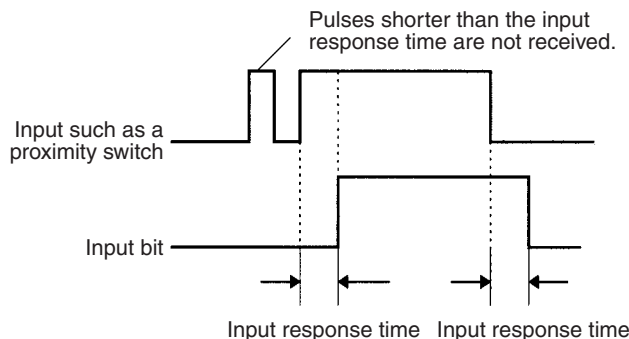 Pulses shorter than the input
response time are not received.
Input such as a
proximity switch
Input bit
Input response time
Input response time